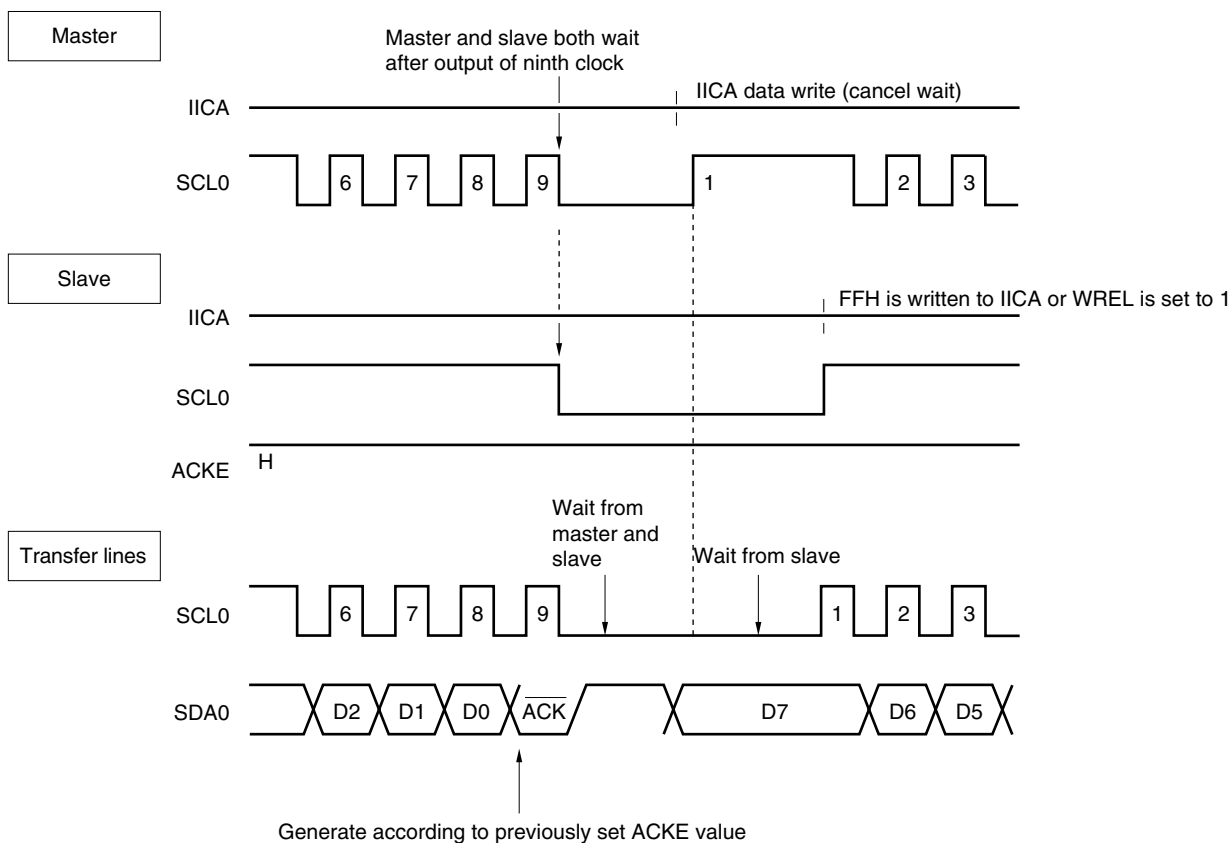 Master
Master and slave both wait
after output of ninth clock
IICA
IICA data write (cancel wait)
SCL0
6 7 8 9 1 2 3
Slave
FFH is written to IICA or WREL is set to 1
IICA
SCL0
ACKE H
Wait from
master and
slave
Wait from slave
Transfer lines
SCL0
6 7 8 9 1 2 3
SDA0
D2 D1 D0 ACK D7 D6 D5
Generate according to previously set ACKE value